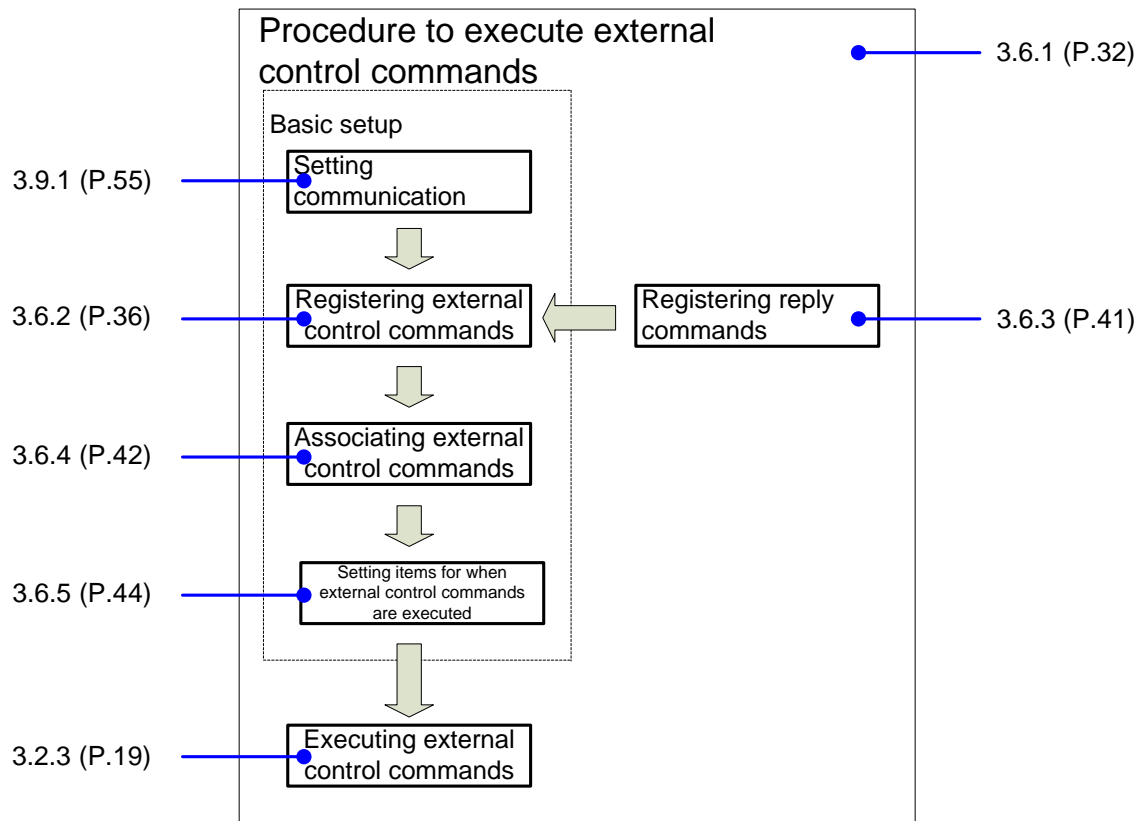 Procedure to execute external
control commands
3.6.1 (P.32)
Basic setup
Setting
communication
3.9.1 (P.55)
Registering external
control commands
3.6.2 (P.36)
Registering reply
commands
3.6.3 (P.41)
Associating external
control commands
3.6.4 (P.42)
Setting items for when
external control commands
are executed
3.6.5 (P.44)
Executing external
control commands
3.2.3 (P.19)